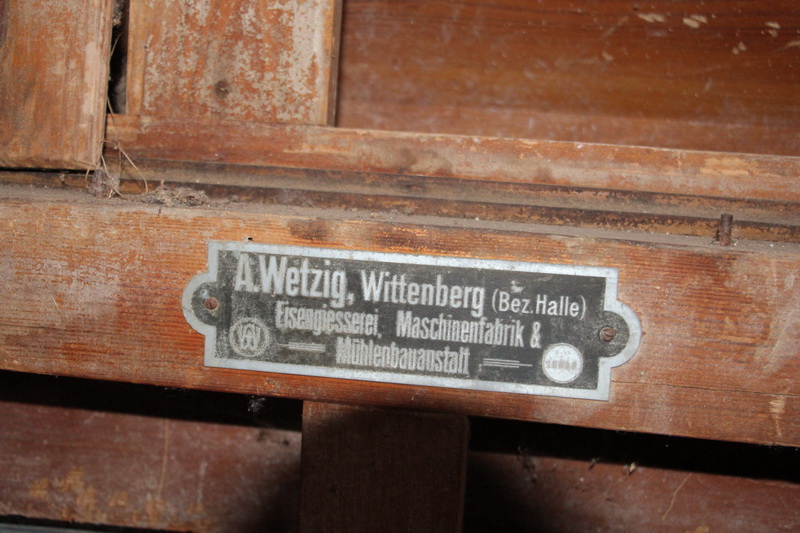 A.Wetzig, Wittenberg (Bez.Halle)
Eisengiesserei, Maschinenfabrik &
Mühlenbauanstalt